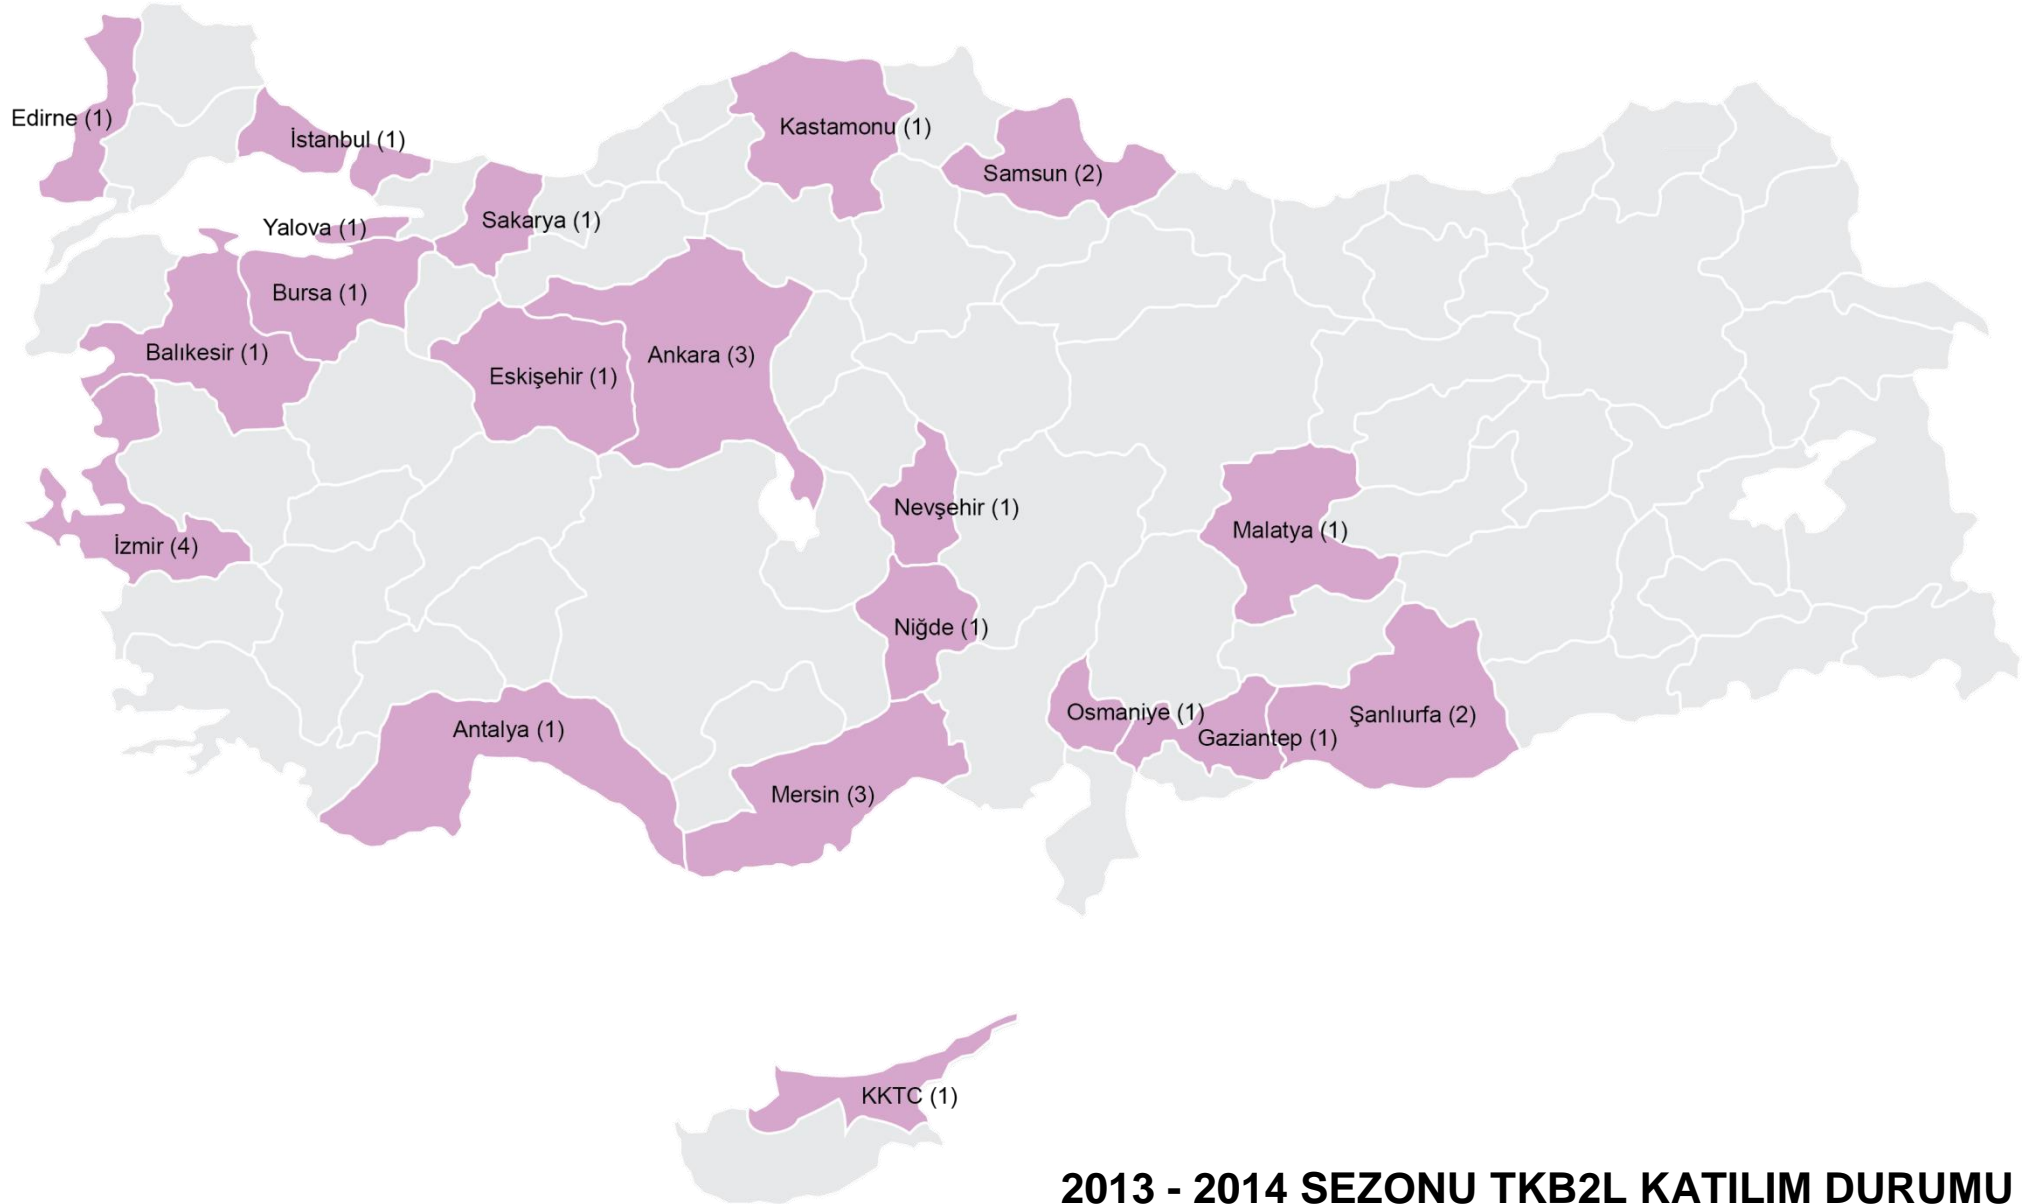 Edirne (1)
İstanbul (1)
Kastamonu (1)
Samsun (2)
Yalova (1)
Sakarya (1)
Bursa (1)
Balıkesir (1)
Eskişehir (1)
Ankara (3)
İzmir (4)
Nevşehir (1)
Malatya (1)
Niğde (1)
Antalya (1)
Osmaniye (1)
Şanlıurfa (2)
Gaziantep (1)
Mersin (3)
KKTC (1)
2013 - 2014 SEZONU TKB2L KATILIM DURUMU